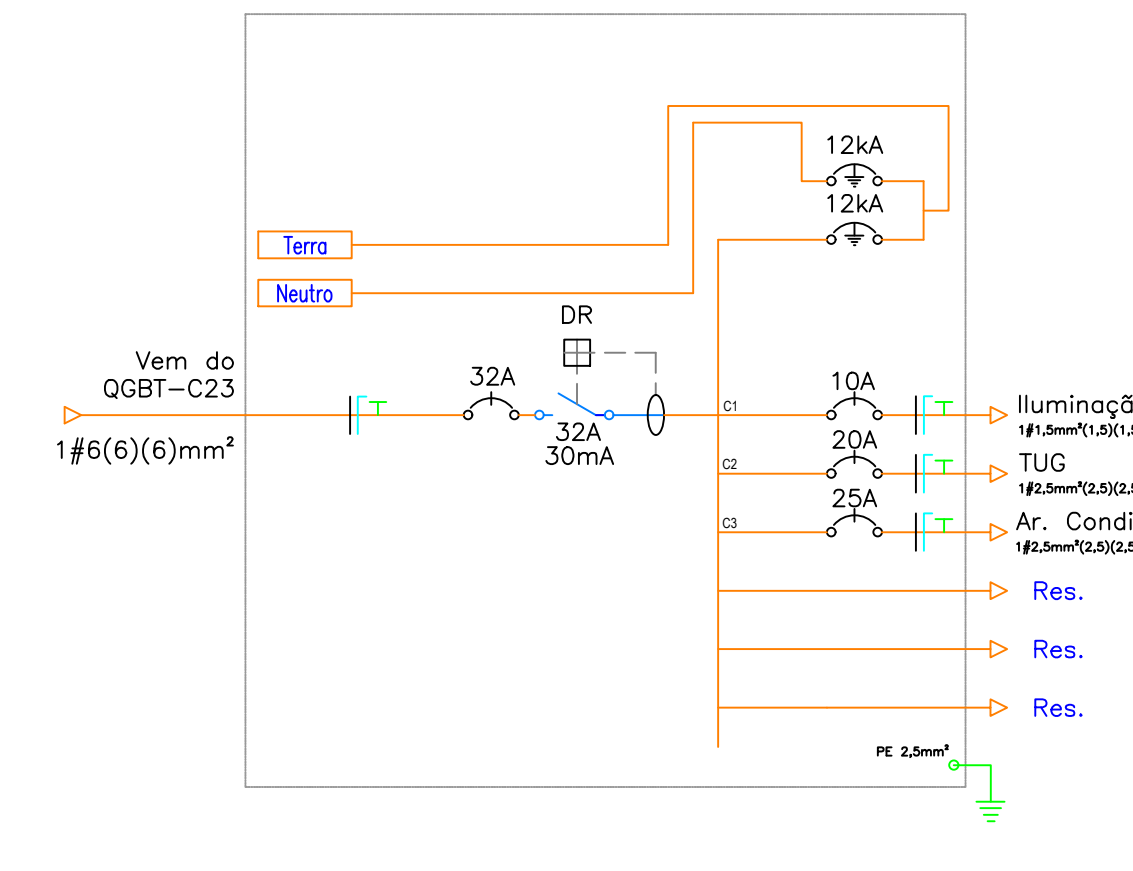 12kA
12kA
Terra
Neutro
DR
Vem do
QGBT-C23
1#6(6)(6)mm²
32A
32A
30mA
C1
10A
Iluminaçã
1#1,5mm²(1,5)(1,5
C2
20A
TUG
1#2,5mm²(2,5)(2,5
C3
25A
Ar. Condi
1#2,5mm²(2,5)(2,5
Res.
Res.
Res.
PE 2,5mm²